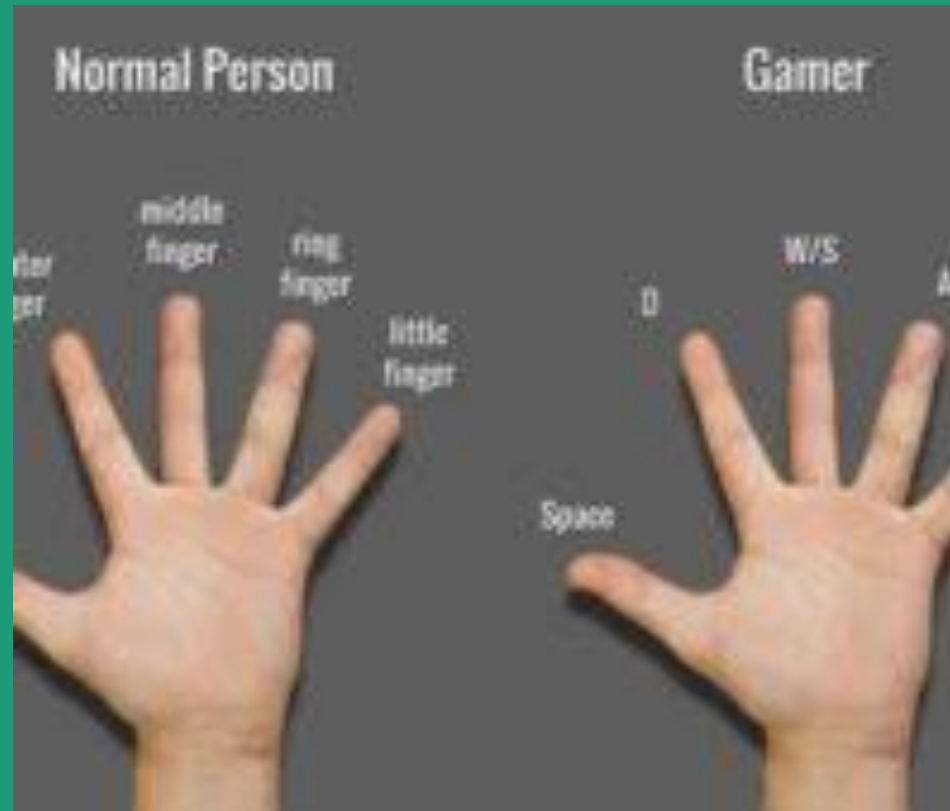 Normal Person
Gamer
middle
finger
ring
finger
little
finger
W/S
D
A
Space